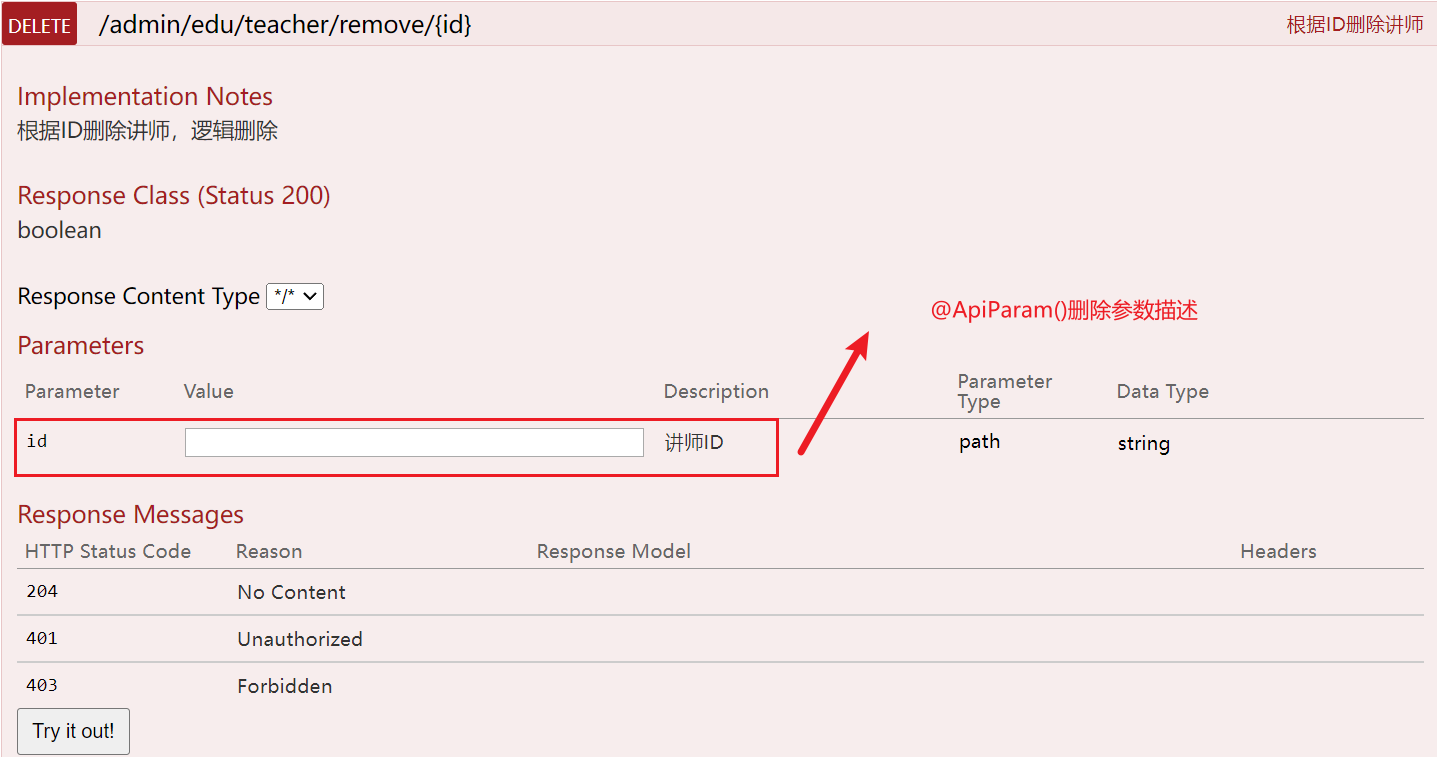 DELETE /admin/edu/teacher/remove/{id} 根据ID删除讲师
Implementation Notes
根据ID删除讲师，逻辑删除
Response Class (Status 200)
boolean
Response Content Type */*
@ApiParam()删除参数描述
Parameters
Parameter Value Description Parameter Type Data Type
id 讲师ID path string
Response Messages
HTTP Status Code Reason Response Model Headers
204 No Content
401 Unauthorized
403 Forbidden
Try it out!